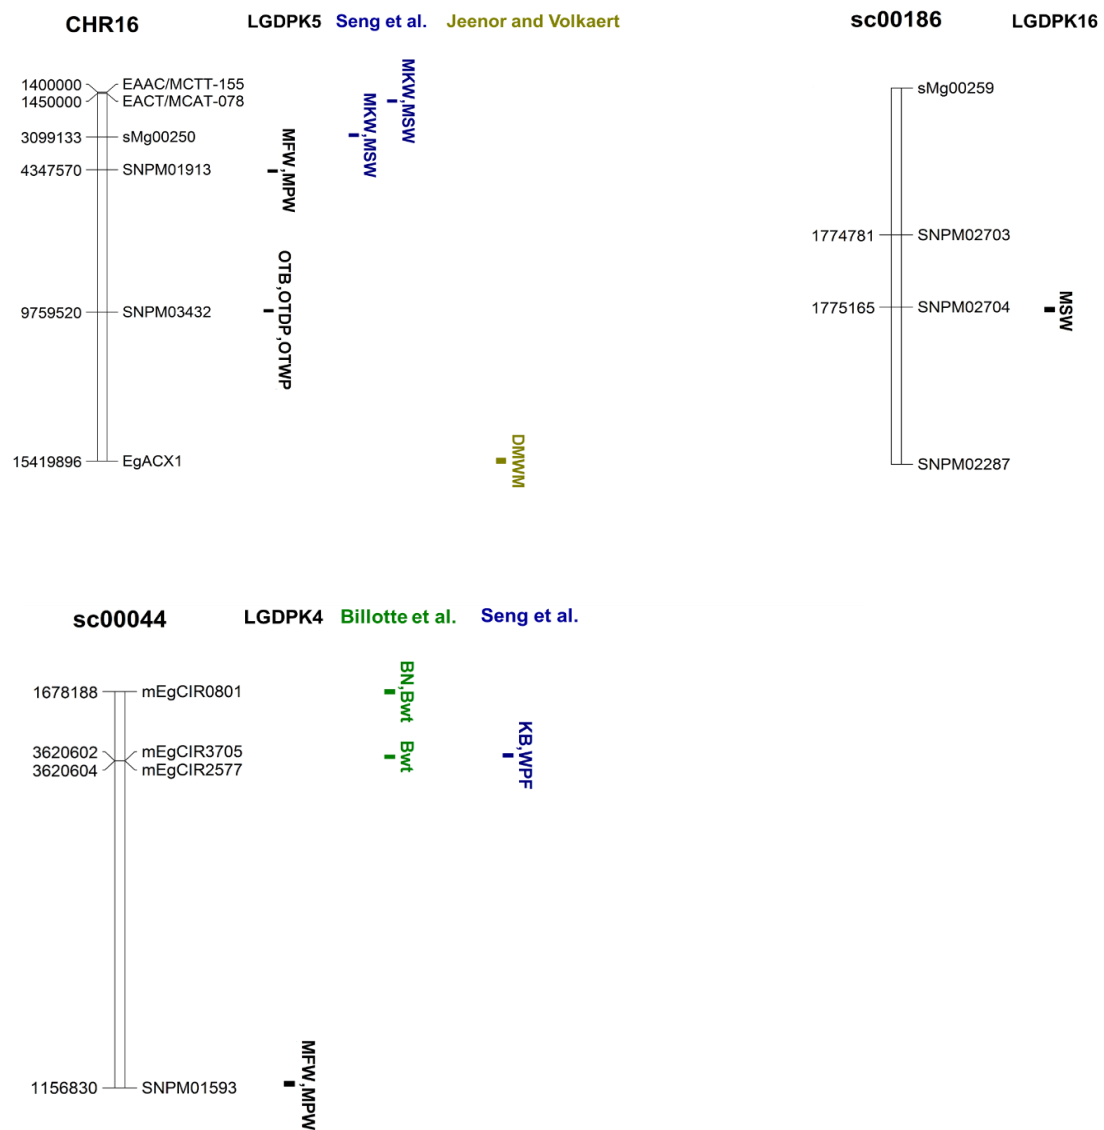 CHR16 LGDPK5 Seng et al. Jeenor and Volkaert
1400000 EAAC/MCTT-155
1450000 EACT/MCAT-078
MKW,MSW
MKW,MSW
3099133 sMg00250
4347570 SNPM01913
MFW,MPW
9759520 SNPM03432
OTB,OTDP,OTWP
15419896 EgACX1
DMWM
sc00186 LGDPK16
sMg00259
1774781 SNPM02703
1775165 SNPM02704
MSW
SNPM02287
sc00044 LGDPK4 Billotte et al. Seng et al.
1678188 mEgCIR0801
BN,Bwt
3620602 mEgCIR3705
3620604 mEgCIR2577
Bwt
KB,WPF
1156830 SNPM01593
MFW,MPW